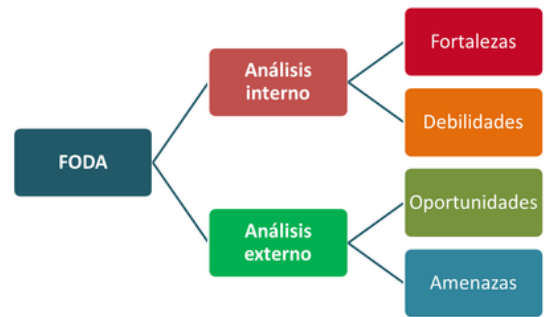 FODA
Análisis
interno
Fortalezas
Debilidades
Análisis
externo
Oportunidades
Amenazas